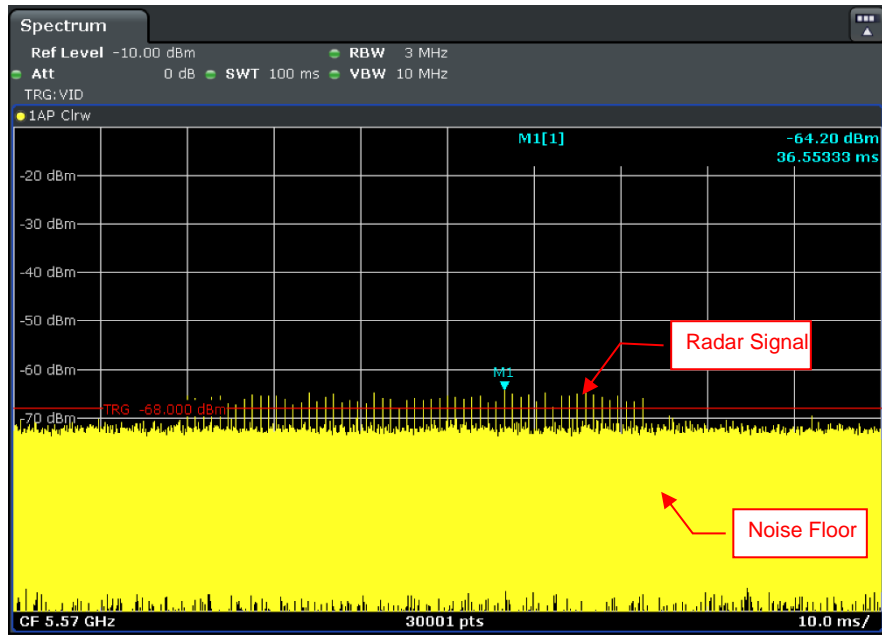 Spectrum
Ref Level -10.00 dBm RBW 3 MHz
Att 0 dB SWT 100 ms VBW 10 MHz
TRG:VID
1AP Clrw
M1[1] -64.20 dBm
36.55333 ms
-20 dBm
-30 dBm
-40 dBm
-50 dBm
Radar Signal
-60 dBm
M1
TRG -68.000 dBm
-70 dBm
Noise Floor
CF 5.57 GHz 30001 pts 10.0 ms/